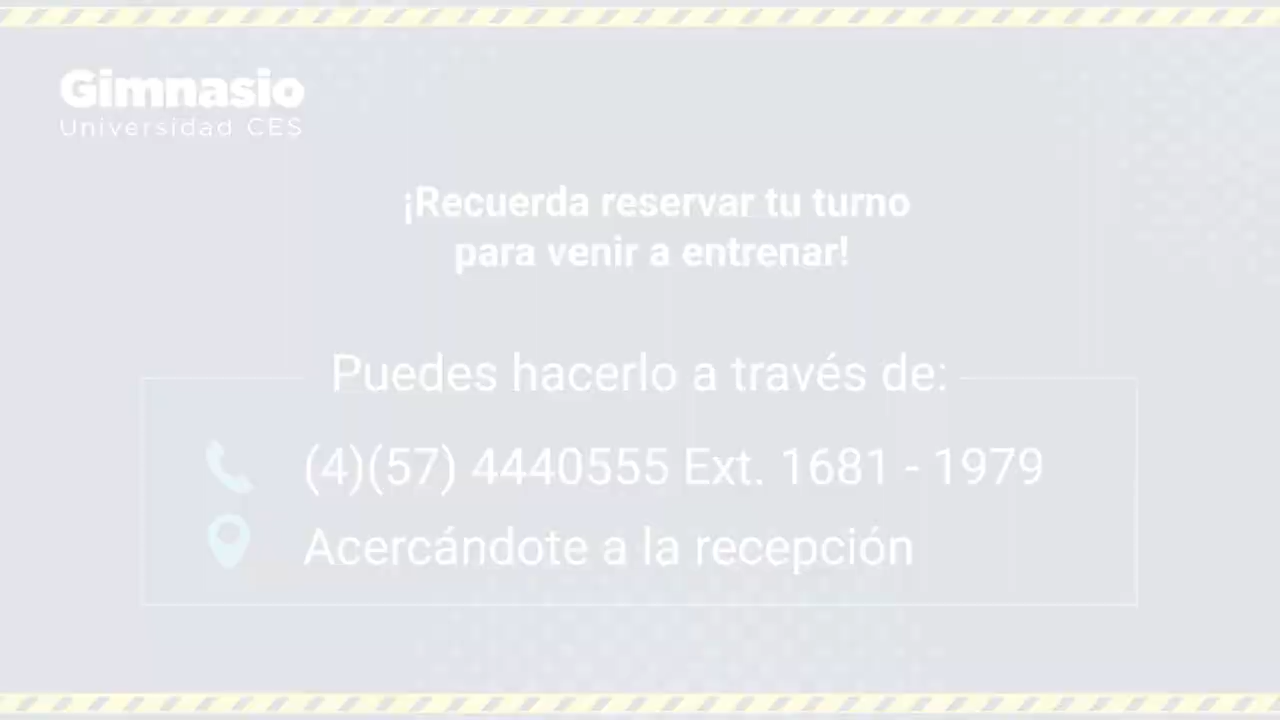 Gimnasio
Universidad CES
¡Recuerda reservar tu turno
para venir a entrenar!
Puedes hacerlo a través de:
(4)(57) 4440555 Ext. 1681 - 1979
Acercándote a la recepción